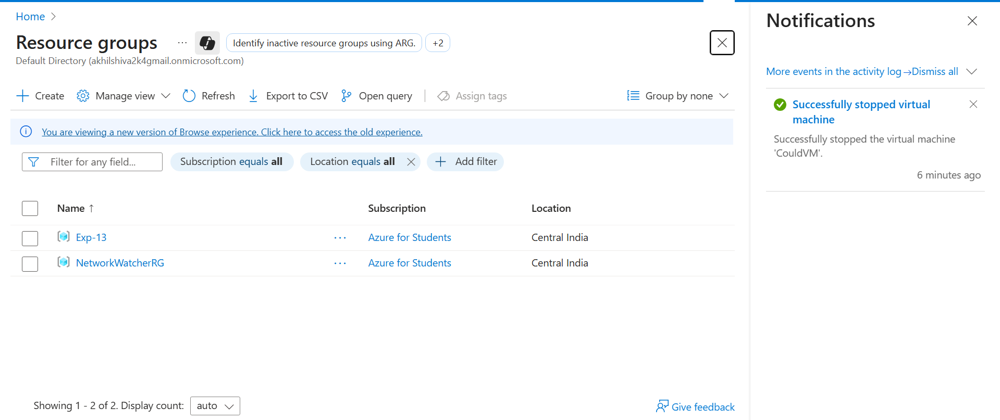 Home
Resource groups
Identify inactive resource groups using ARG.
+2
Default Directory (akhilshiva2k4gmail.onmicrosoft.com)
Create
Manage view
Refresh
Export to CSV
Open query
Assign tags
Group by none
You are viewing a new version of Browse experience. Click here to access the old experience.
Filter for any field...
Subscription equals all
Location equals all
Add filter
Name ↑ Subscription Location
Exp-13 ... Azure for Students Central India
NetworkWatcherRG ... Azure for Students Central India
Showing 1 - 2 of 2. Display count: auto
Give feedback
Notifications
More events in the activity log→Dismiss all
Successfully stopped virtual
machine
Successfully stopped the virtual machine
'CouldVM'.
6 minutes ago